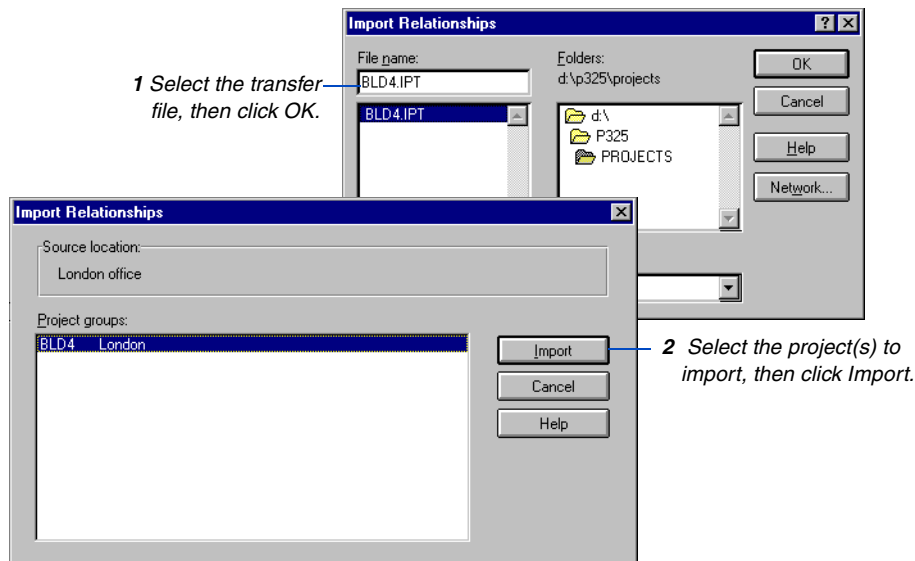 Import Relationships
File name:
BLD4.IPT
BLD4.IPT
Folders:
d:\p325\projects
d:\
P325
PROJECTS
OK
Cancel
Help
Network...
1 Select the transfer
file, then click OK.
Import Relationships
Source location:
London office
Project groups:
BLD4 London
Import
Cancel
Help
2 Select the project(s) to
import, then click Import.